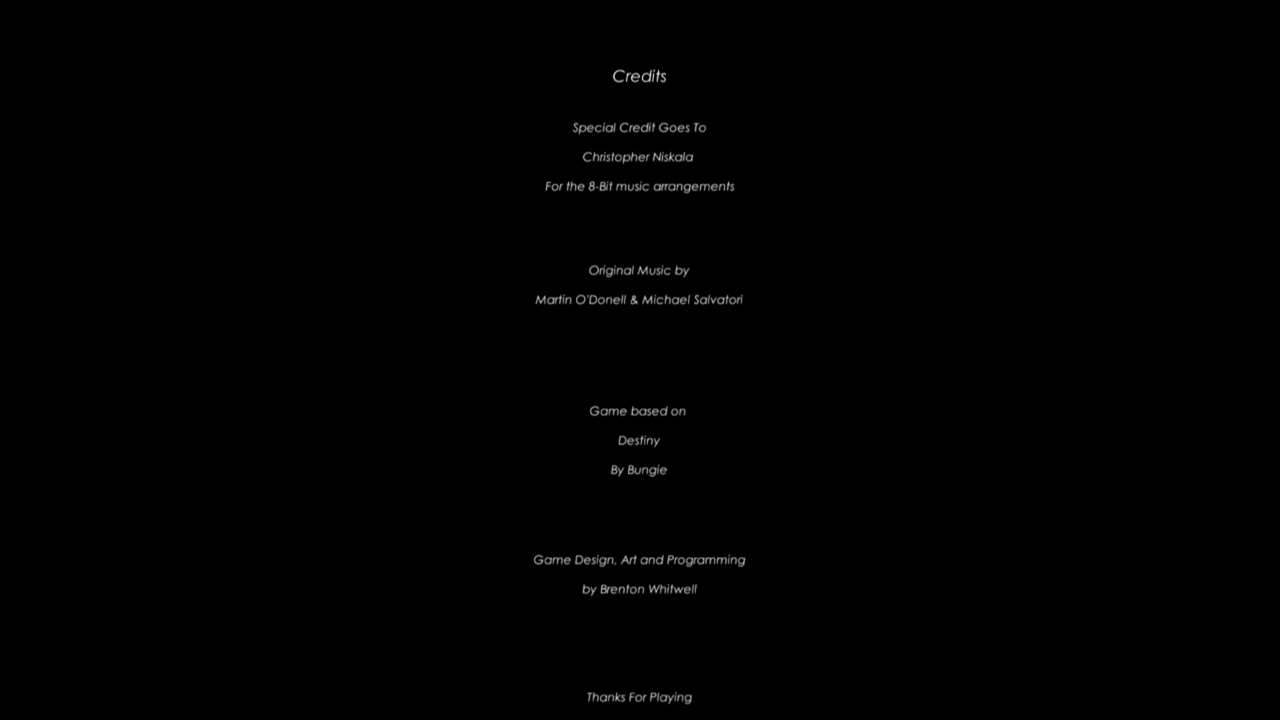 Credits
Special Credit Goes To
Christopher Niskala
For the 8-Bit music arrangements
Original Music by
Martin O'Donell & Michael Salvatori
Game based on
Destiny
By Bungie
Game Design, Art and Programming
by Brenton Whitwell
Thanks For Playing